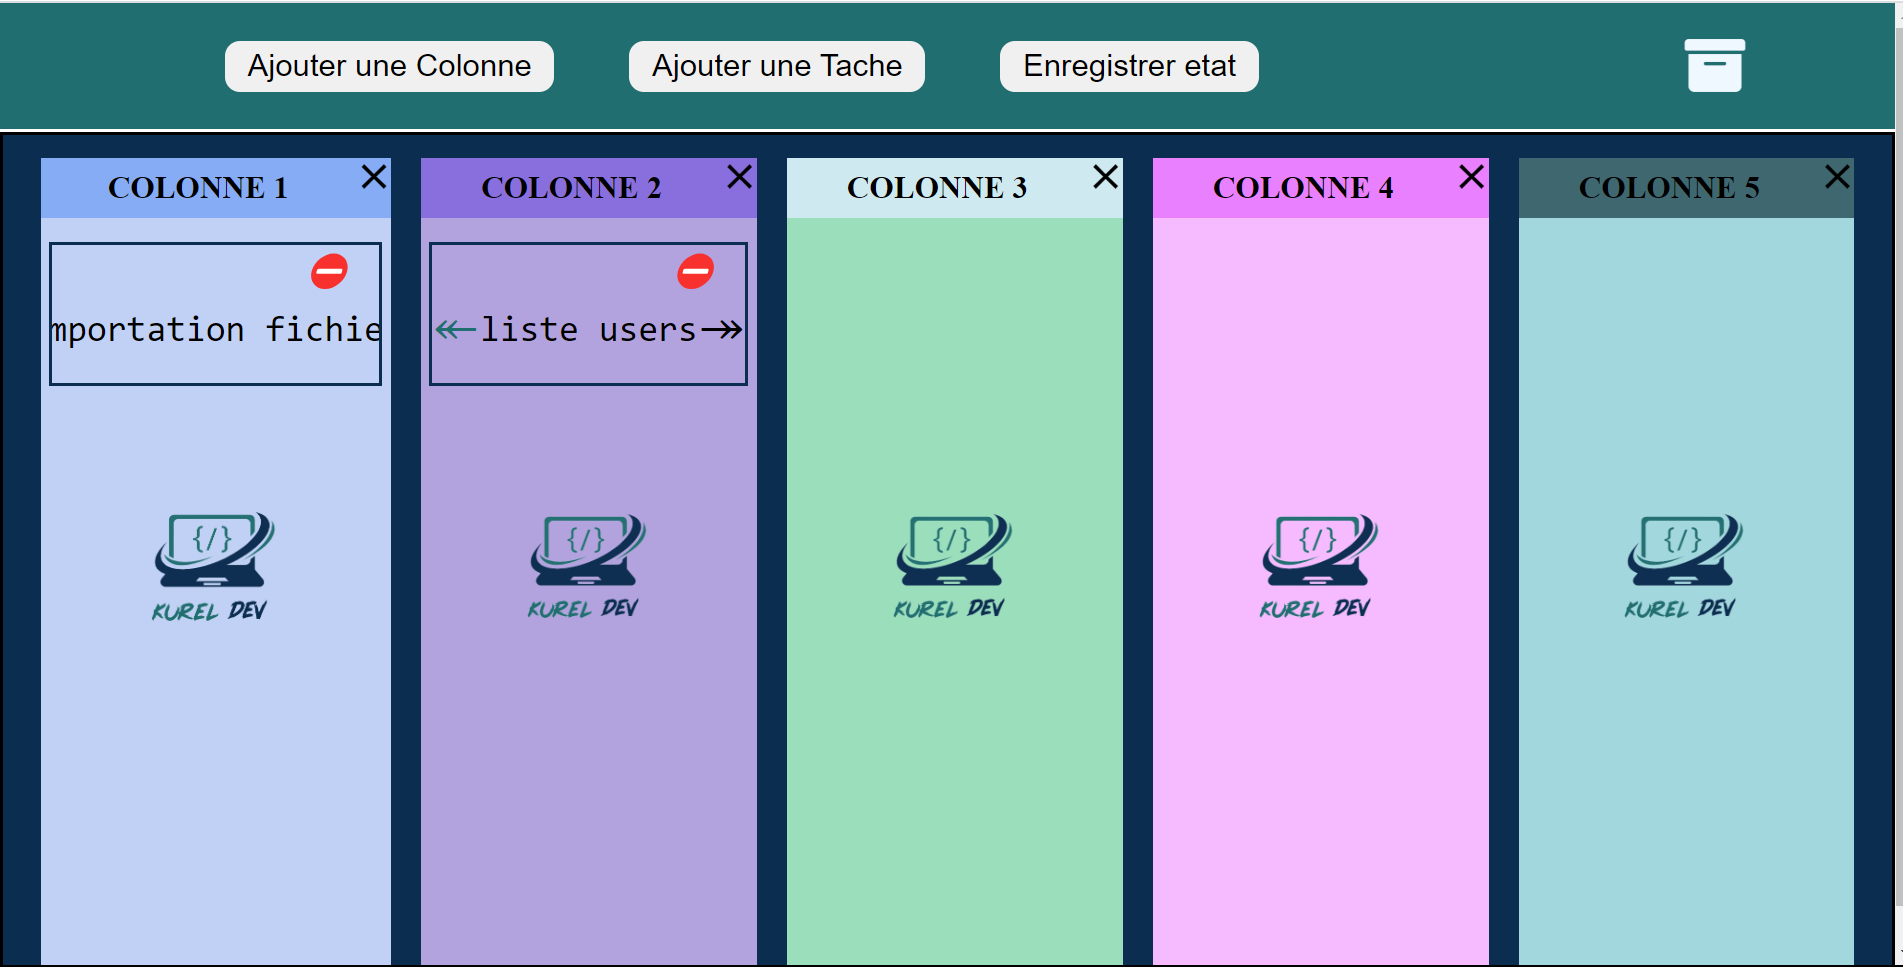 Ajouter une Colonne
Ajouter une Tache
Enregistrer etat
COLONNE 1
COLONNE 2
COLONNE 3
COLONNE 4
COLONNE 5
mportation fichie
liste users
{/}
KUREL DEV
{/}
KUREL DEV
{/}
KUREL DEV
{/}
KUREL DEV
{/}
KUREL DEV